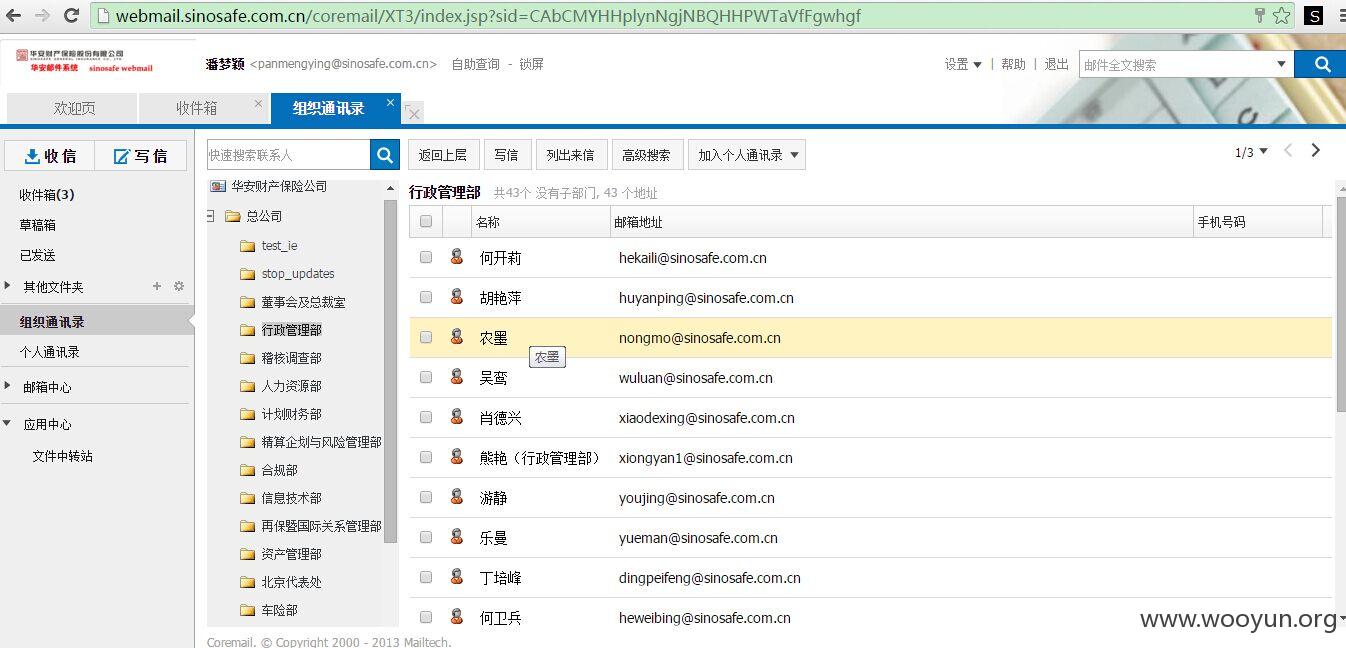 webmail.sinosafe.com.cn/coremail/XT3/index.jsp?sid=CAbCMYHHplynNgjNBQHHPWTaVfFgwhgf
华安财产保险股份有限公司
华安邮件系统 sinosafe webmail
潘梦颖 <panmengying@sinosafe.com.cn> 自助查询 - 锁屏
设置 | 帮助 | 退出
邮件全文搜索
欢迎页
收件箱
组织通讯录
收信
写信
快速搜索联系人
返回上层
写信
列出来信
高级搜索
加入个人通讯录
1/3
收件箱(3)
草稿箱
已发送
其他文件夹
组织通讯录
个人通讯录
邮箱中心
应用中心
文件中转站
华安财产保险公司
总公司
test_ie
stop_updates
董事会及总裁室
行政管理部
稽核调查部
人力资源部
计划财务部
精算企划与风险管理部
合规部
信息技术部
再保暨国际关系管理部
资产管理部
北京代表处
车险部
行政管理部 共43个 没有子部门, 43 个地址
名称 邮箱地址 手机号码
何开莉 hekaili@sinosafe.com.cn
胡艳萍 huyanping@sinosafe.com.cn
农墨 nongmo@sinosafe.com.cn
农墨
吴鸾 wuluan@sinosafe.com.cn
肖德兴 xiaodexing@sinosafe.com.cn
熊艳（行政管理部） xiongyan1@sinosafe.com.cn
游静 youjing@sinosafe.com.cn
乐曼 yueman@sinosafe.com.cn
丁培峰 dingpeifeng@sinosafe.com.cn
何卫兵 heweibing@sinosafe.com.cn
Coremail. © Copyright 2000 - 2013 Mailtech.
www.wooyun.org